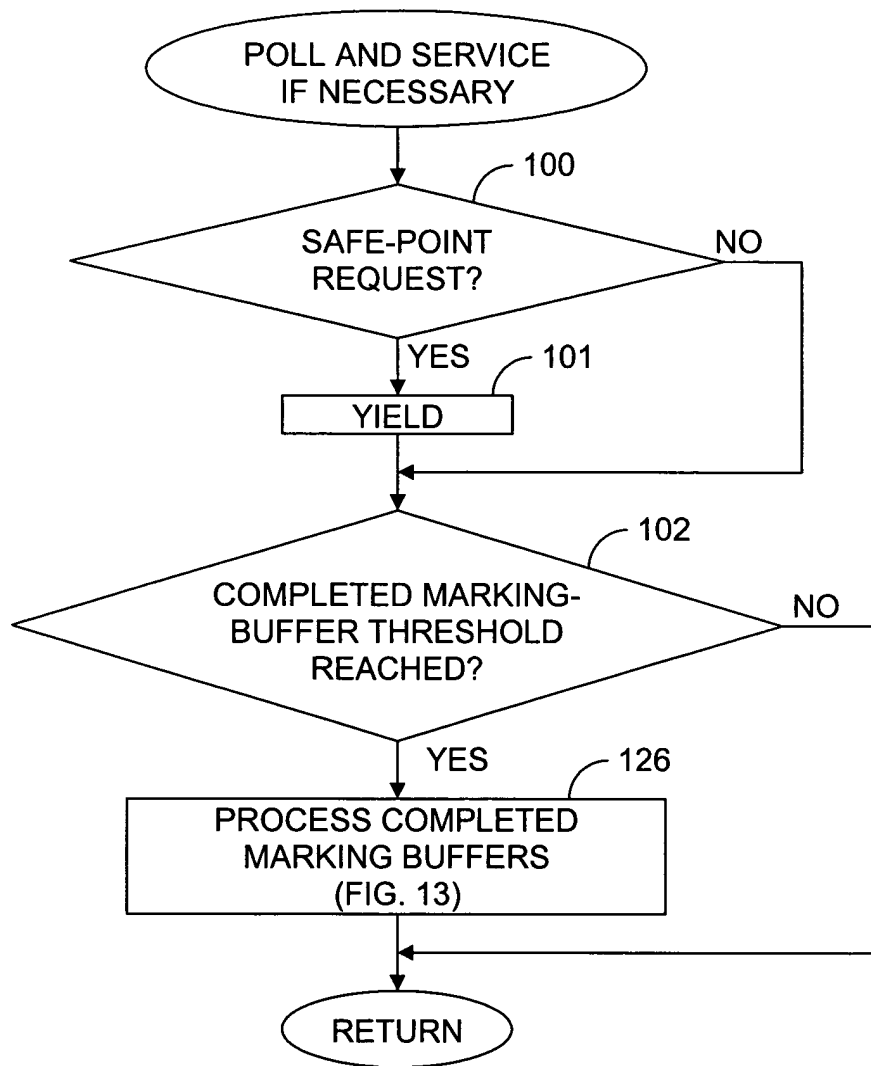 POLL AND SERVICE
IF NECESSARY
100
SAFE-POINT
REQUEST?
NO
YES
101
YIELD
102
COMPLETED MARKING-
BUFFER THRESHOLD
REACHED?
NO
YES
126
PROCESS COMPLETED
MARKING BUFFERS
(FIG. 13)
RETURN